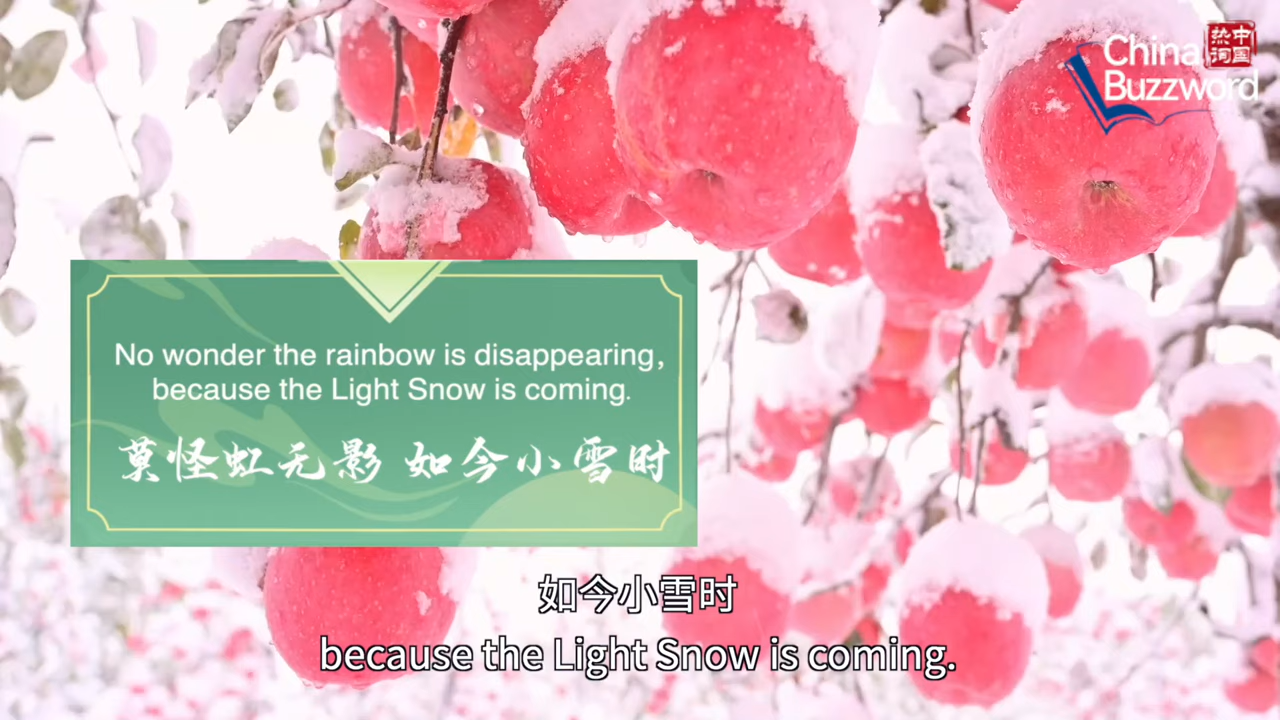 China
Buzzword
中国
热词
No wonder the rainbow is disappearing,
because the Light Snow is coming.
莫怪虹无影 如今小雪时
如今小雪时
because the Light Snow is coming.